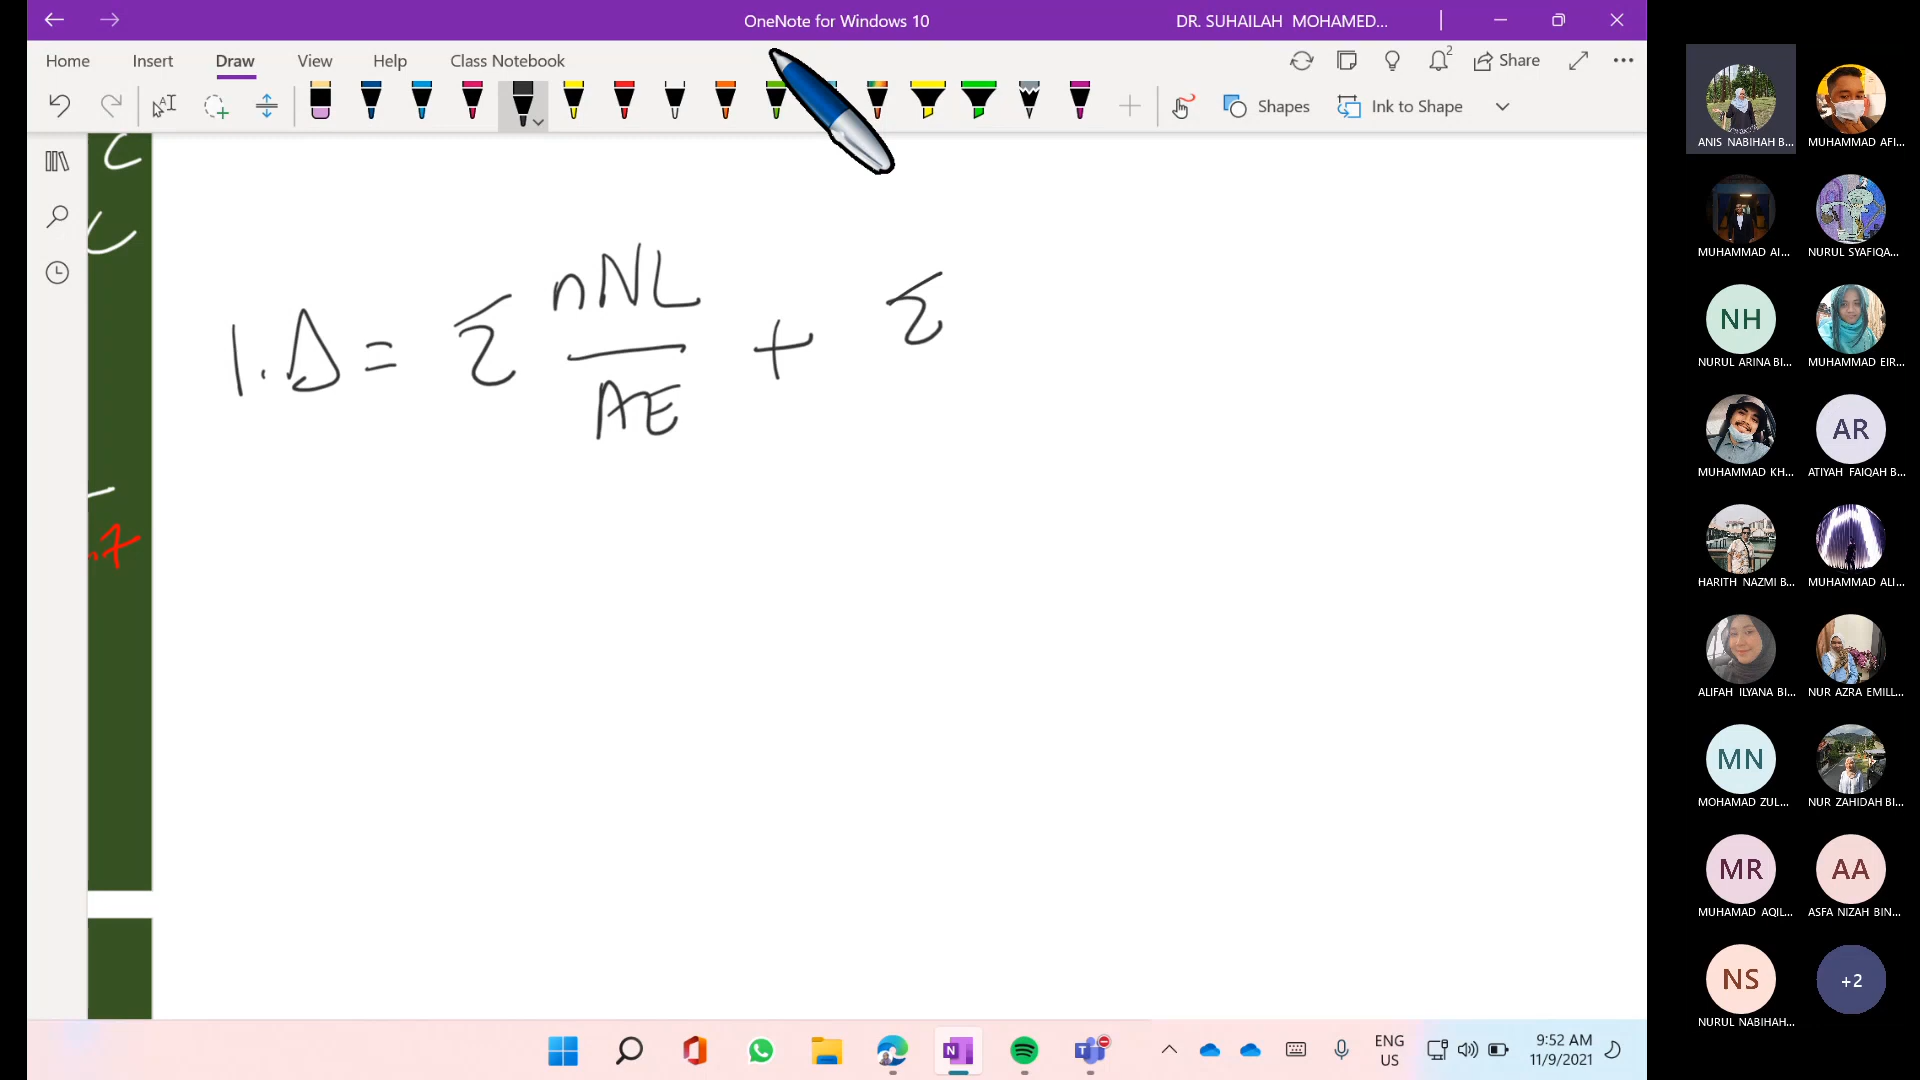 OneNote for Windows 10
DR. SUHAILAH MOHAMED...
Home Insert Draw View Help Class Notebook
2 Share
Shapes Ink to Shape
1.Δ = Σ nNL / AE + Σ
.7
ANIS NABIHAH B...
MUHAMMAD AFI...
MUHAMMAD AI...
NURUL SYAFIQA...
NH
NURUL ARINA BI...
MUHAMMAD EIR...
MUHAMMAD KH...
AR
ATIYAH FAIQAH B...
HARITH NAZMI B...
MUHAMMAD ALI...
ALIFAH ILYANA BI...
NUR AZRA EMILL...
MN
MOHAMAD ZUL...
NUR ZAHIDAH BI...
MR
MUHAMAD AQIL...
AA
ASFA NIZAH BIN...
NS
NURUL NABIHAH...
+2
ENG
US
9:52 AM
11/9/2021